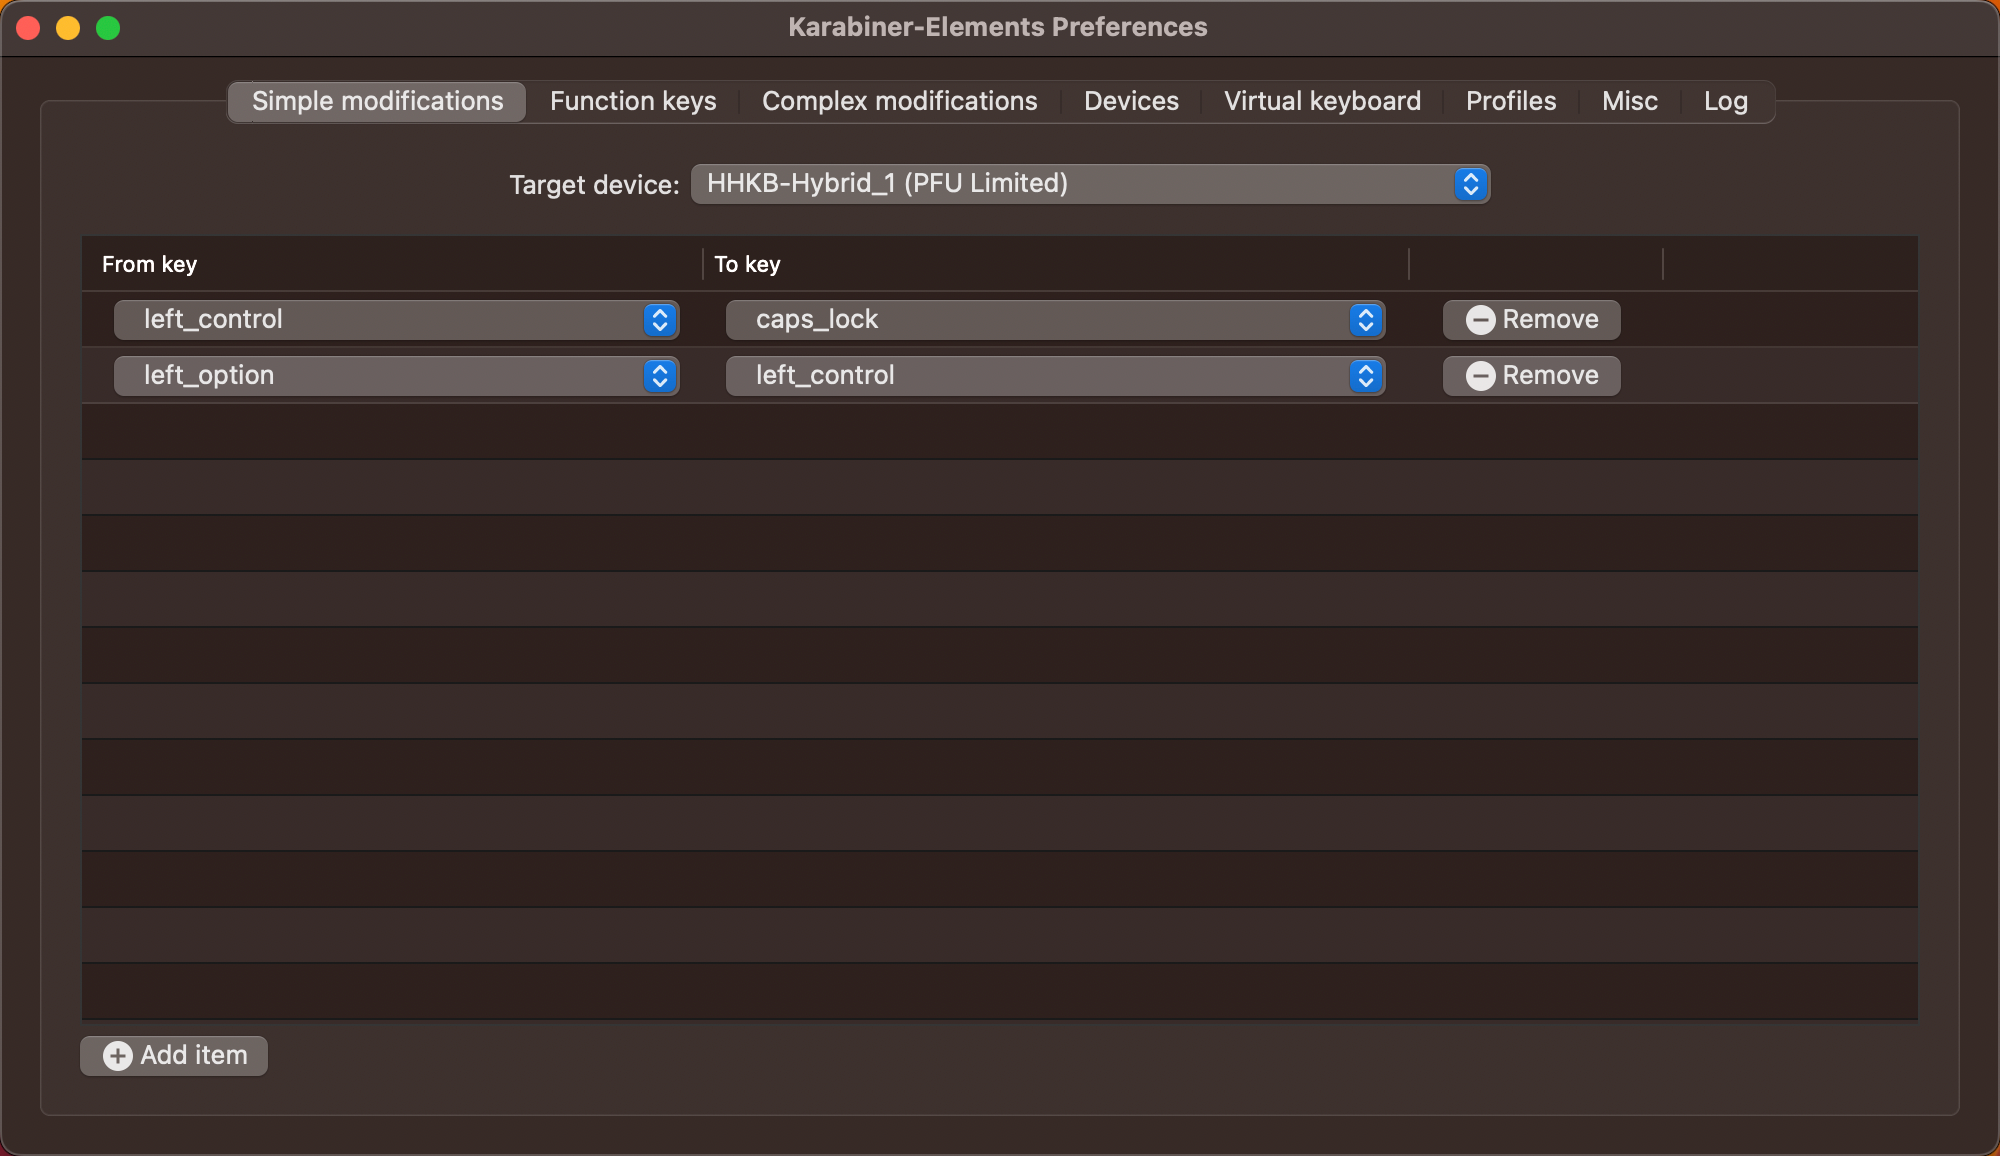 Karabiner-Elements Preferences
Simple modifications Function keys Complex modifications Devices Virtual keyboard Profiles Misc Log
Target device: HHKB-Hybrid_1 (PFU Limited)
From key To key
left_control caps_lock Remove
left_option left_control Remove
Add item